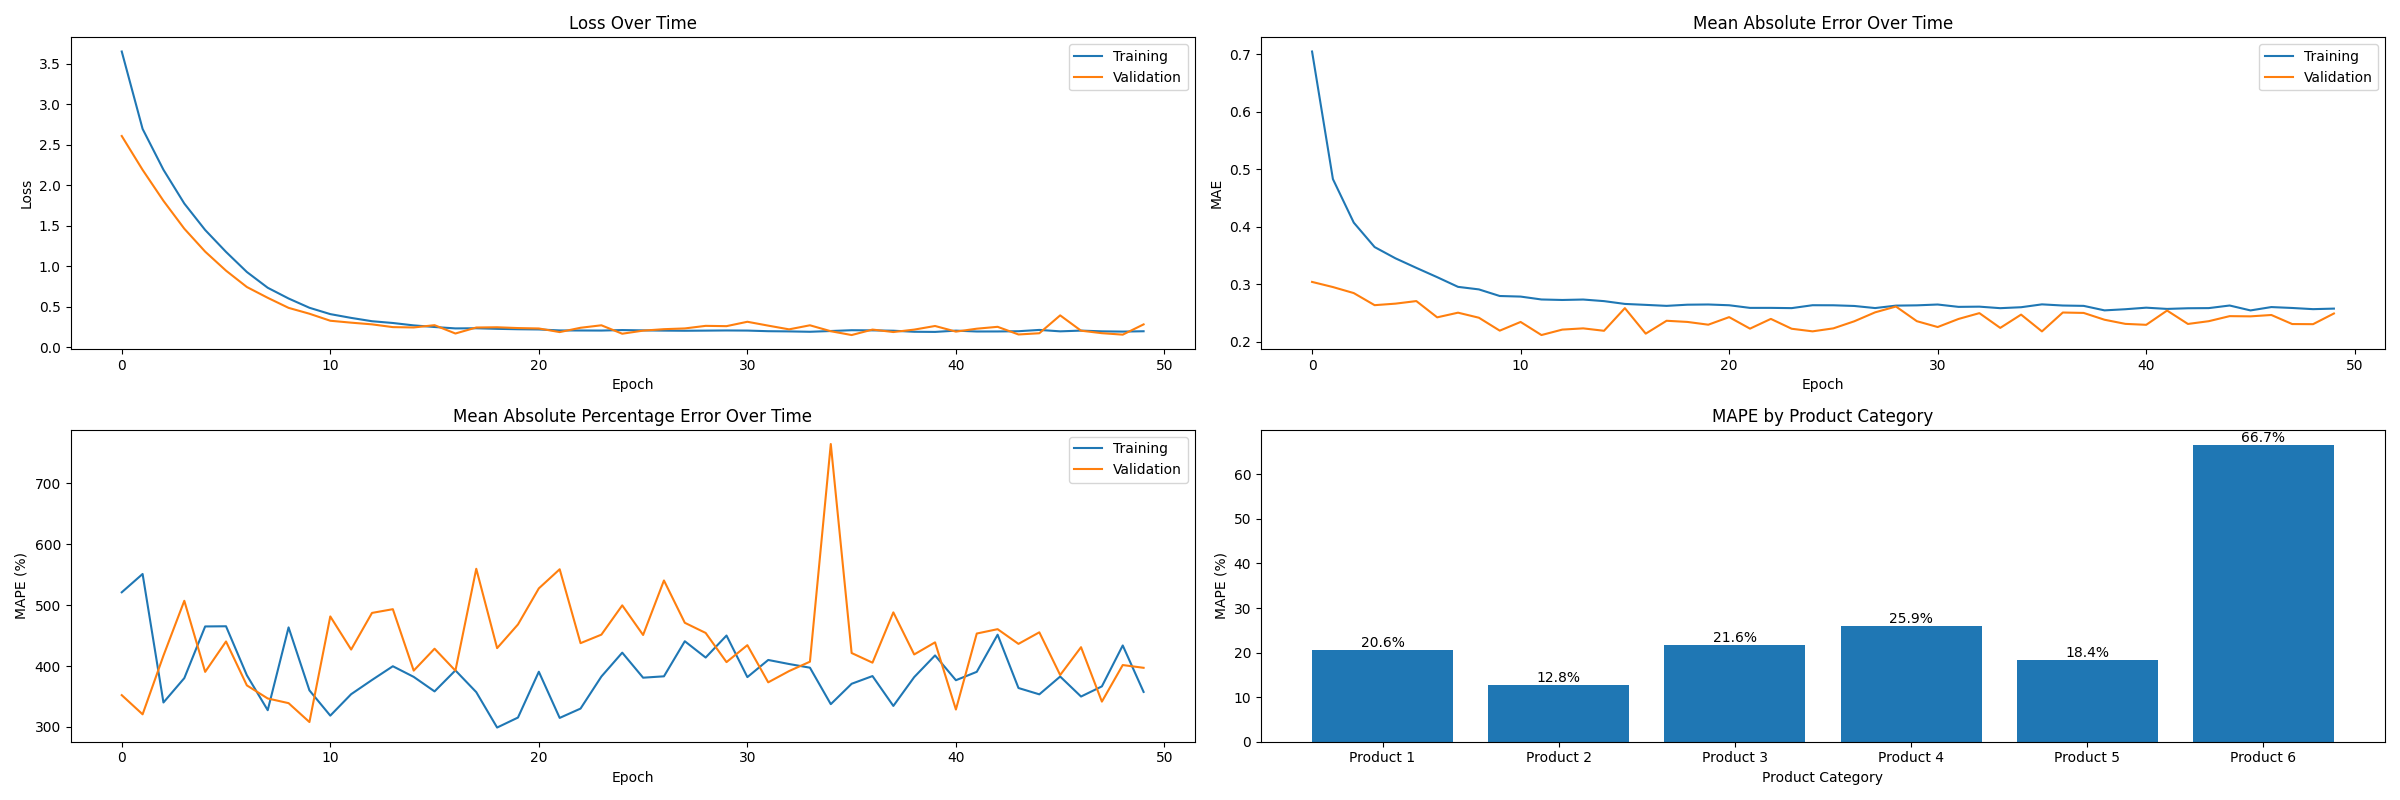 Loss Over Time
Loss
3.5
3.0
2.5
2.0
1.5
1.0
0.5
0.0
Training
Validation
0 10 20 30 40 50
Epoch
Mean Absolute Error Over Time
MAE
0.7
0.6
0.5
0.4
0.3
0.2
Training
Validation
0 10 20 30 40 50
Epoch
Mean Absolute Percentage Error Over Time
MAPE (%)
700
600
500
400
300
Training
Validation
0 10 20 30 40 50
Epoch
MAPE by Product Category
MAPE (%)
60
50
40
30
20
10
0
20.6% 12.8% 21.6% 25.9% 18.4% 66.7%
Product 1 Product 2 Product 3 Product 4 Product 5 Product 6
Product Category